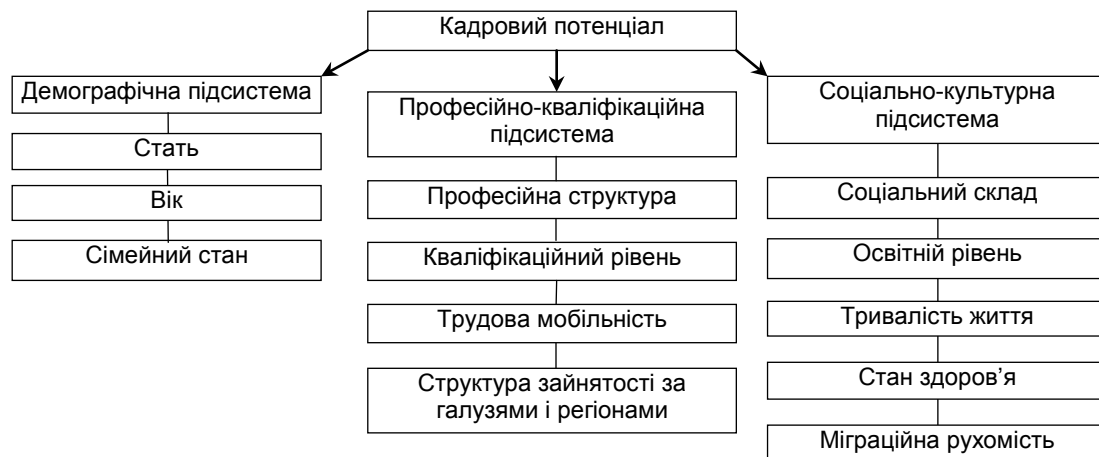 Кадровий потенціал
Демографічна підсистема
Стать
Вік
Сімейний стан
Професійно-кваліфікаційна
підсистема
Професійна структура
Кваліфікаційний рівень
Трудова мобільність
Структура зайнятості за
галузями і регіонами
Соціально-культурна
підсистема
Соціальний склад
Освітній рівень
Тривалість життя
Стан здоров’я
Міграційна рухомість